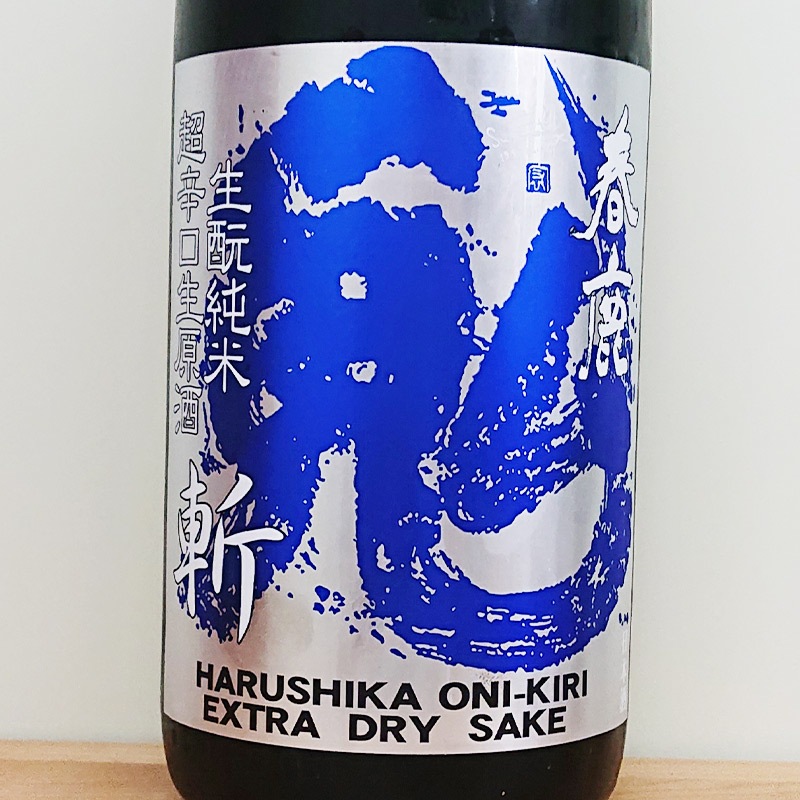 春鹿
鬼
斬
生酛純米
超辛口生原酒
HARUSHIKA ONI-KIRI
EXTRA DRY SAKE